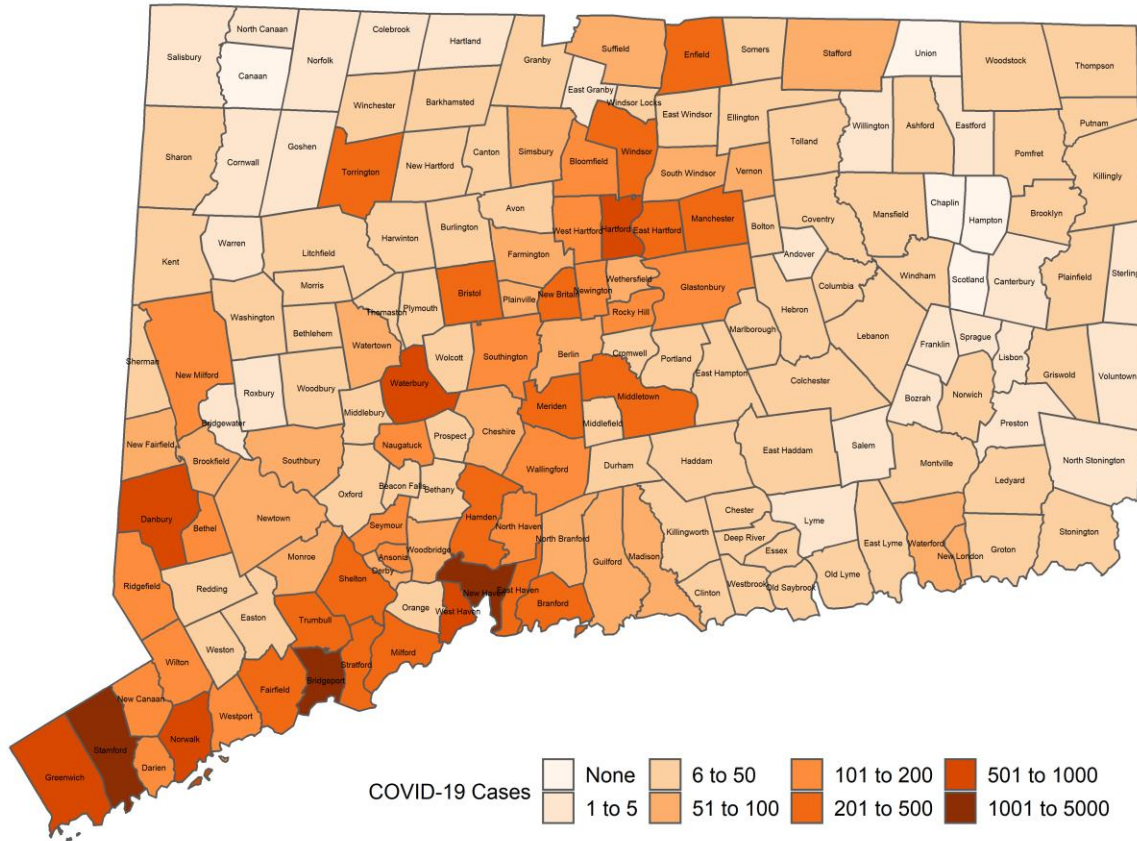 North Canaan
Colebrook
Hartland
Salisbury
Canaan
Norfolk
Granby
Suffield
Enfield
Somers
Stafford
Union
Woodstock
Thompson
East Granby
Windsor Locks
Winchester
Barkhamsted
East Windsor
Ellington
Willington
Ashford
Eastford
Putnam
Sharon
Cornwall
Goshen
Torrington
New Hartford
Canton
Simsbury
Bloomfield
Windsor
South Windsor
Vernon
Tolland
Pomfret
Killingly
Avon
West Hartford
Hartford
East Hartford
Manchester
Bolton
Coventry
Mansfield
Chaplin
Hampton
Brooklyn
Kent
Warren
Litchfield
Harwinton
Burlington
Farmington
Wethersfield
Newington
Glastonbury
Andover
Columbia
Windham
Scotland
Canterbury
Plainfield
Sterling
Morris
Washington
Bethlehem
Thomaston
Plymouth
Bristol
Plainville
New Britain
Rocky Hill
Hebron
Marlborough
Lebanon
Franklin
Sprague
Lisbon
Griswold
Voluntown
Sherman
New Milford
Roxbury
Woodbury
Watertown
Waterbury
Wolcott
Southington
Berlin
Cromwell
Portland
East Hampton
Colchester
Bozrah
Norwich
Preston
Bridgewater
Middlebury
Naugatuck
Prospect
Cheshire
Meriden
Middletown
Middlefield
New Fairfield
Brookfield
Southbury
Oxford
Beacon Falls
Bethany
Wallingford
Durham
Haddam
East Haddam
Salem
Montville
North Stonington
Ledyard
Danbury
Bethel
Newtown
Seymour
Hamden
North Haven
Killingworth
Chester
Deep River
Essex
Lyme
Ridgefield
Redding
Monroe
Ansonia
Derby
Woodbridge
North Branford
Guilford
Madison
East Lyme
Waterford
New London
Groton
Stonington
Shelton
Orange
New Haven
East Haven
Branford
Clinton
Westbrook
Old Saybrook
Old Lyme
Easton
Trumbull
West Haven
Wilton
Weston
Fairfield
Bridgeport
Stratford
Milford
New Canaan
Norwalk
Westport
Greenwich
Stamford
Darien
COVID-19 Cases
None
6 to 50
101 to 200
501 to 1000
1 to 5
51 to 100
201 to 500
1001 to 5000